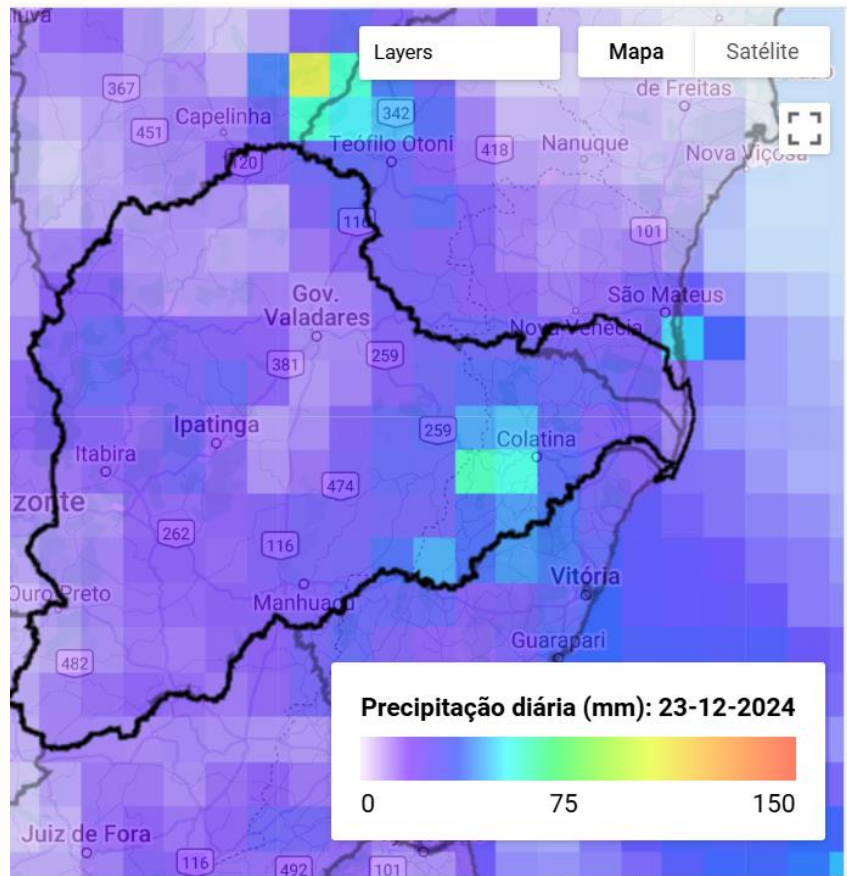 Layers
Mapa
Satélite
367
342
de Freitas
Capelinha
451
Teófilo Otoni
418
Nanuque
Nova Viçosa
120
116
101
Gov.
Valadares
São Mateus
Nova Venécia
259
381
Ipatinga
259
Colatina
Itabira
474
zonte
262
116
Vitória
Ouro Preto
Manhuaçu
Guarapari
482
Precipitação diária (mm): 23-12-2024
0
75
150
Juiz de Fora
116
492
101